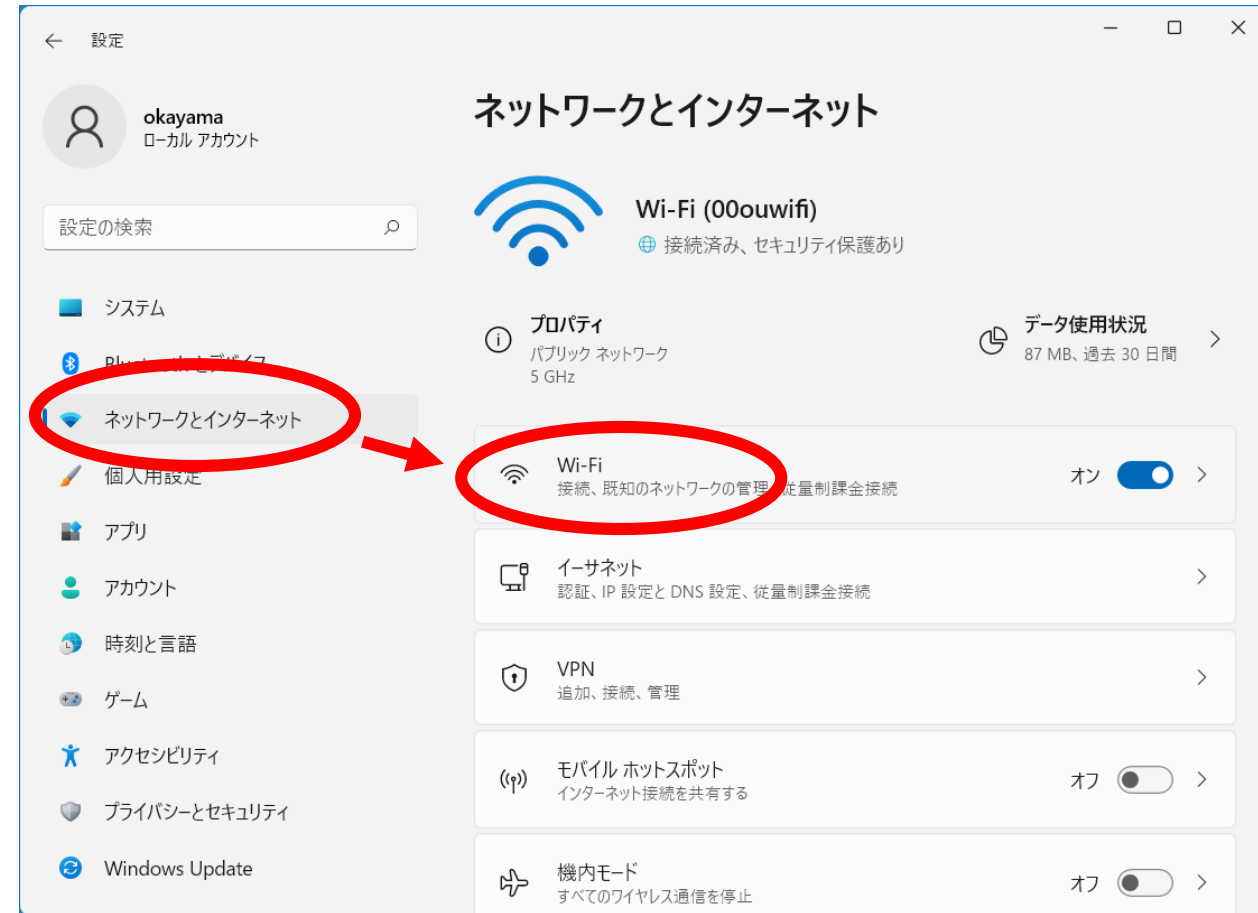 設定
okayama
ローカル アカウント
設定の検索
システム
Bluetooth とデバイス
ネットワークとインターネット
個人用設定
アプリ
アカウント
時刻と言語
ゲーム
アクセシビリティ
プライバシーとセキュリティ
Windows Update
ネットワークとインターネット
Wi-Fi (00ouwifi)
接続済み、セキュリティ保護あり
プロパティ
パブリック ネットワーク
5 GHz
データ使用状況
87 MB、過去 30 日間
Wi-Fi
接続、既知のネットワークの管理、従量制課金接続
オン
イーサネット
認証、IP 設定と DNS 設定、従量制課金接続
VPN
追加、接続、管理
モバイル ホットスポット
インターネット接続を共有する
オフ
機内モード
すべてのワイヤレス通信を停止
オフ